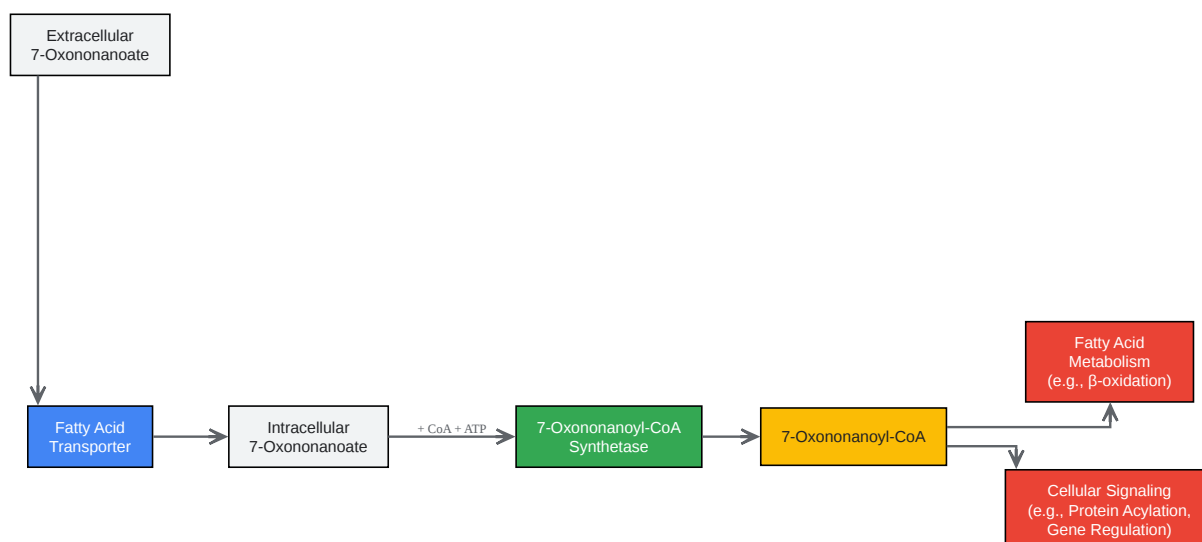 Extracellular
7-Oxononanoate
Fatty Acid
Metabolism
(e.g., β-oxidation)
Fatty Acid
Transporter
Intracellular
7-Oxononanoate
+ CoA + ATP
7-Oxononanoyl-CoA
Synthetase
7-Oxononanoyl-CoA
Cellular Signaling
(e.g., Protein Acylation,
Gene Regulation)